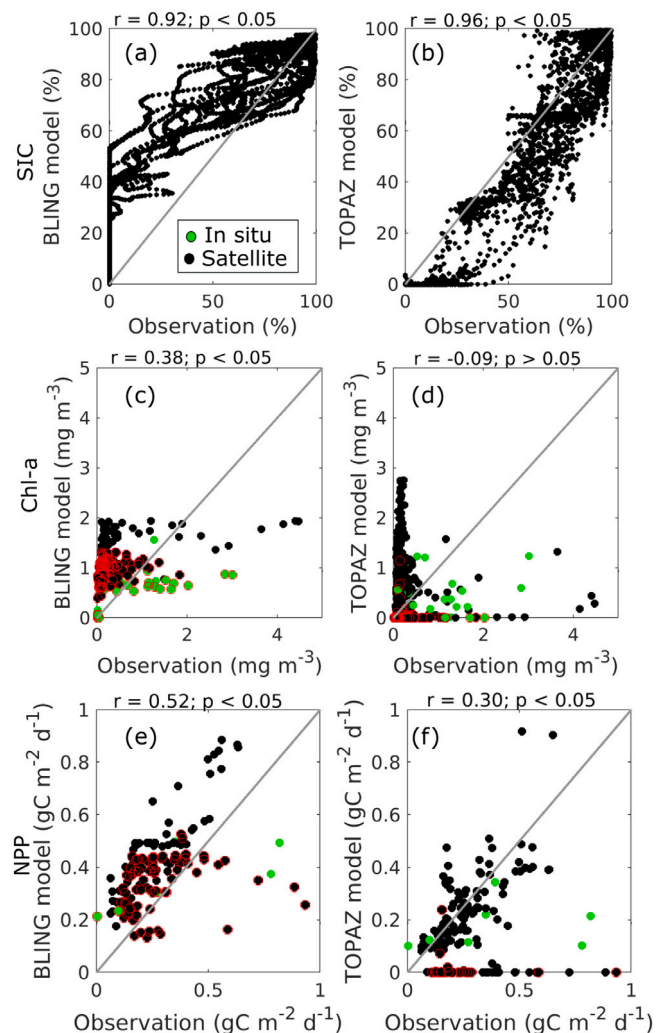 r = 0.92; p < 0.05
r = 0.96; p < 0.05
(a)
(b)
SIC
BLING model (%)
TOPAZ model (%)
100
80
60
40
20
0
100
80
60
40
20
0
In situ
Satellite
0 50 100
0 50 100
Observation (%)
Observation (%)
r = 0.38; p < 0.05
r = -0.09; p > 0.05
(c)
(d)
Chl-a
BLING model (mg m-3)
TOPAZ model (mg m-3)
5
4
3
2
1
0
5
4
3
2
1
0
0 2 4
0 2 4
Observation (mg m-3)
Observation (mg m-3)
r = 0.52; p < 0.05
r = 0.30; p < 0.05
(e)
(f)
NPP
BLING model (gC m-2 d-1)
TOPAZ model (gC m-2 d-1)
1
0.8
0.6
0.4
0.2
0
1
0.8
0.6
0.4
0.2
0
0 0.5 1
0 0.5 1
Observation (gC m-2 d-1)
Observation (gC m-2 d-1)